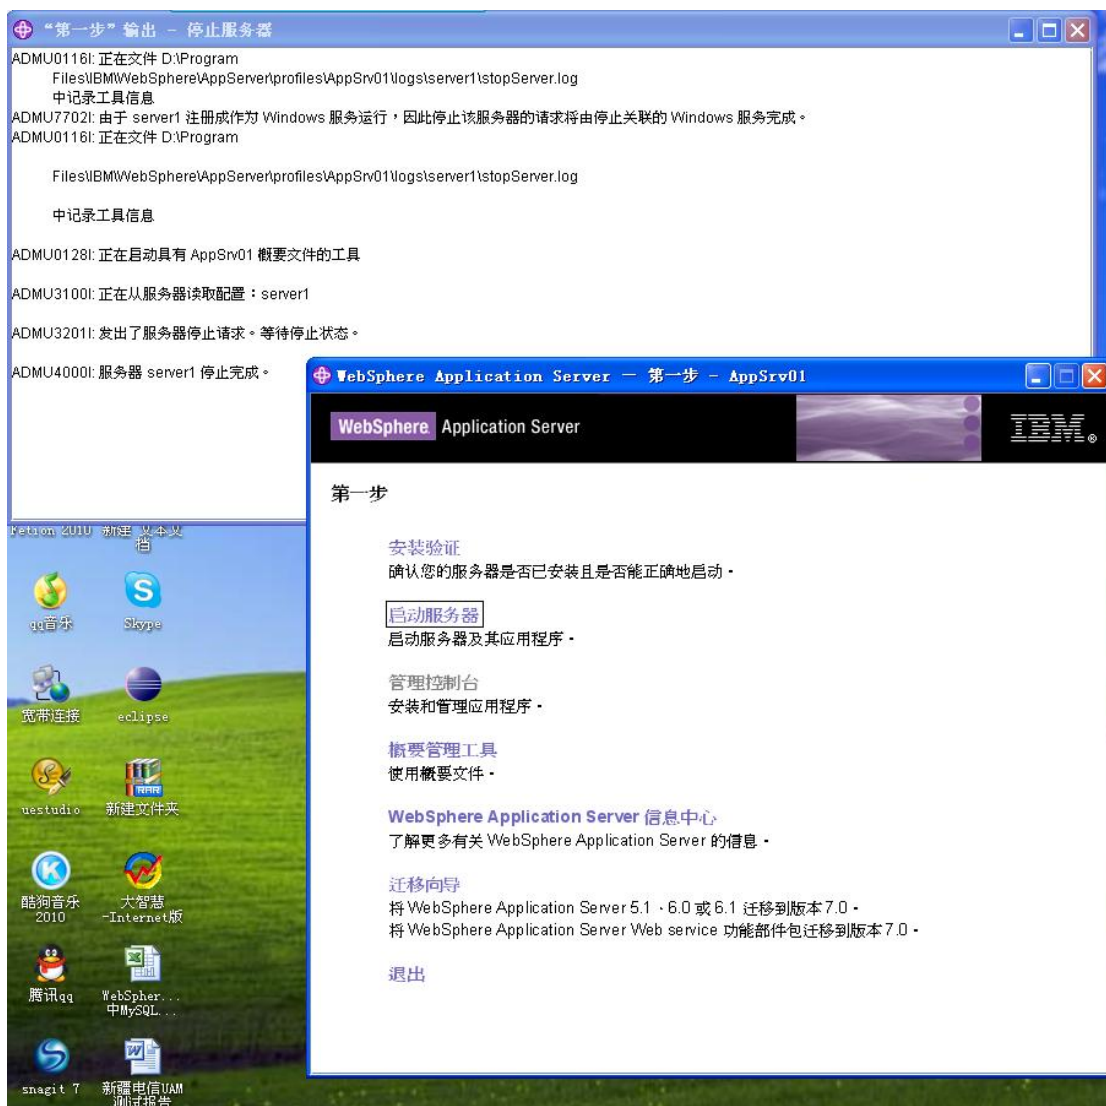 “第一步”输出 - 停止服务器
ADMU0116I: 正在文件 D:\Program
Files\IBM\WebSphere\AppServer\profiles\AppSrv01\logs\server1\stopServer.log
中记录工具信息
ADMU7702I: 由于 server1 注册成作为 Windows 服务运行，因此停止该服务器的请求将由停止关联的 Windows 服务完成。
ADMU0116I: 正在文件 D:\Program
Files\IBM\WebSphere\AppServer\profiles\AppSrv01\logs\server1\stopServer.log
中记录工具信息
ADMU0128I: 正在启动具有 AppSrv01 概要文件的工具
ADMU3100I: 正在从服务器读取配置：server1
ADMU3201I: 发出了服务器停止请求。等待停止状态。
ADMU4000I: 服务器 server1 停止完成。
WebSphere Application Server — 第一步 - AppSrv01
WebSphere. Application Server
IBM®
第一步
安装验证
确认您的服务器是否已安装且是否能正确地启动。
启动服务器
启动服务器及其应用程序。
管理控制台
安装和管理应用程序。
概要管理工具
使用概要文件。
WebSphere Application Server 信息中心
了解更多有关 WebSphere Application Server 的信息。
迁移向导
将 WebSphere Application Server 5.1、6.0 或 6.1 迁移到版本 7.0。
将 WebSphere Application Server Web service 功能部件包迁移到版本 7.0。
退出
Fetion 2010
新建 文本文
档
qq音乐
Skype
宽带连接
eclipse
uestudio
RAR
新建文件夹
酷狗音乐
2010
大智慧
-Internet版
腾讯qq
WebSpher...
中MySQL...
snagit 7
新疆电信UAM
测试报告